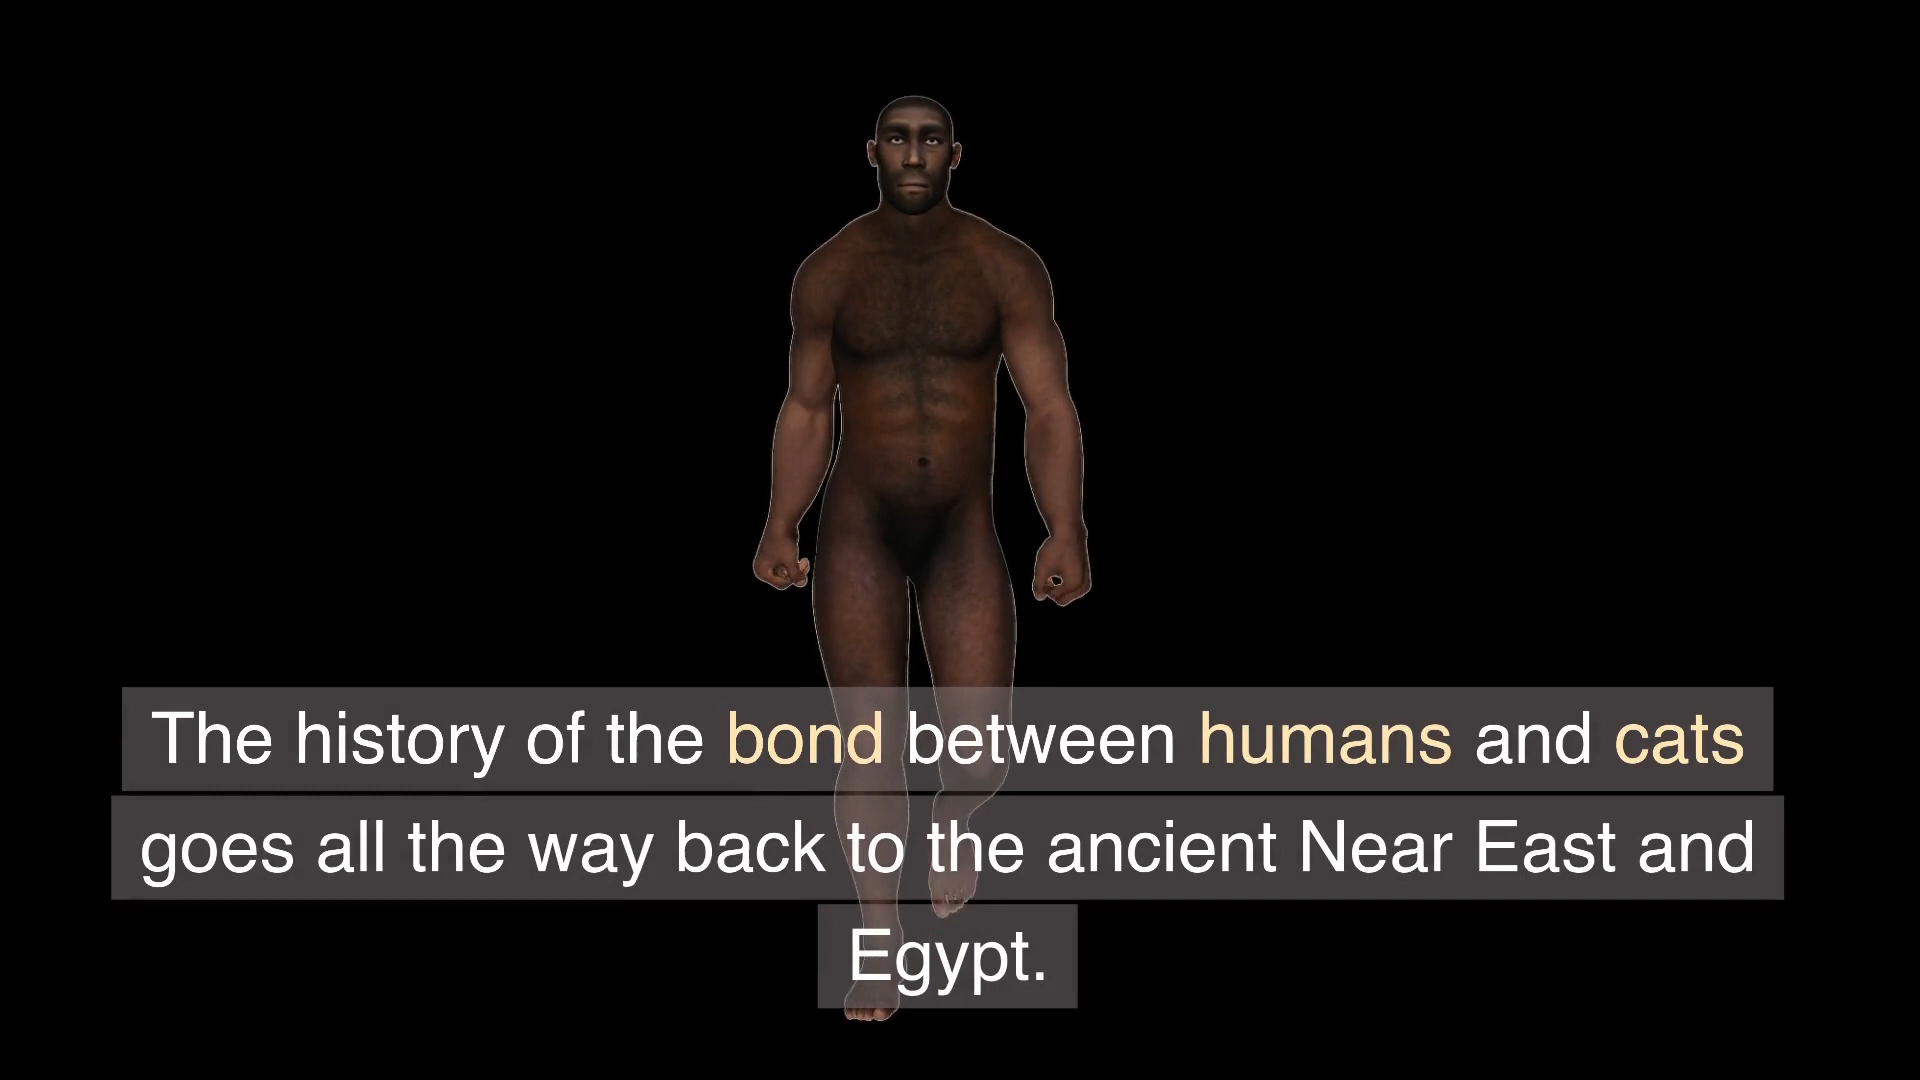 The history of the bond between humans and cats
goes all the way back to the ancient Near East and
Egypt.